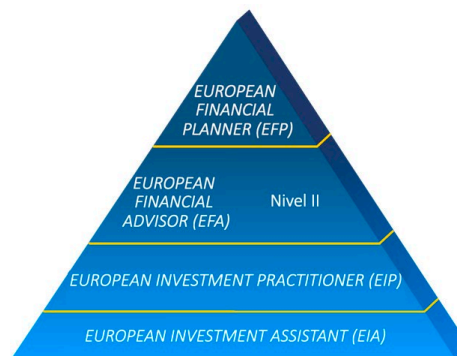 EUROPEAN
FINANCIAL
PLANNER (EFP)
EUROPEAN
FINANCIAL
ADVISOR (EFA)
Nivel II
EUROPEAN INVESTMENT PRACTITIONER (EIP)
EUROPEAN INVESTMENT ASSISTANT (EIA)